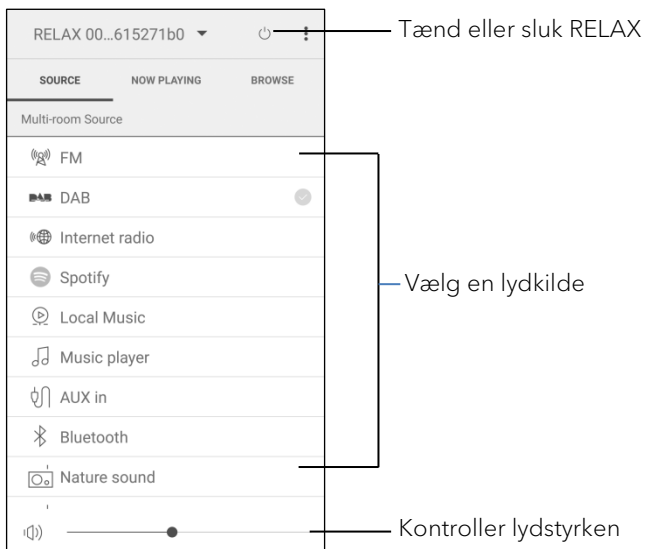 RELAX 00...615271b0
Tænd eller sluk RELAX
SOURCE NOW PLAYING BROWSE
Multi-room Source
FM
DAB DAB
Internet radio
Spotify
Vælg en lydkilde
Local Music
Music player
AUX in
Bluetooth
Nature sound
Kontroller lydstyrken